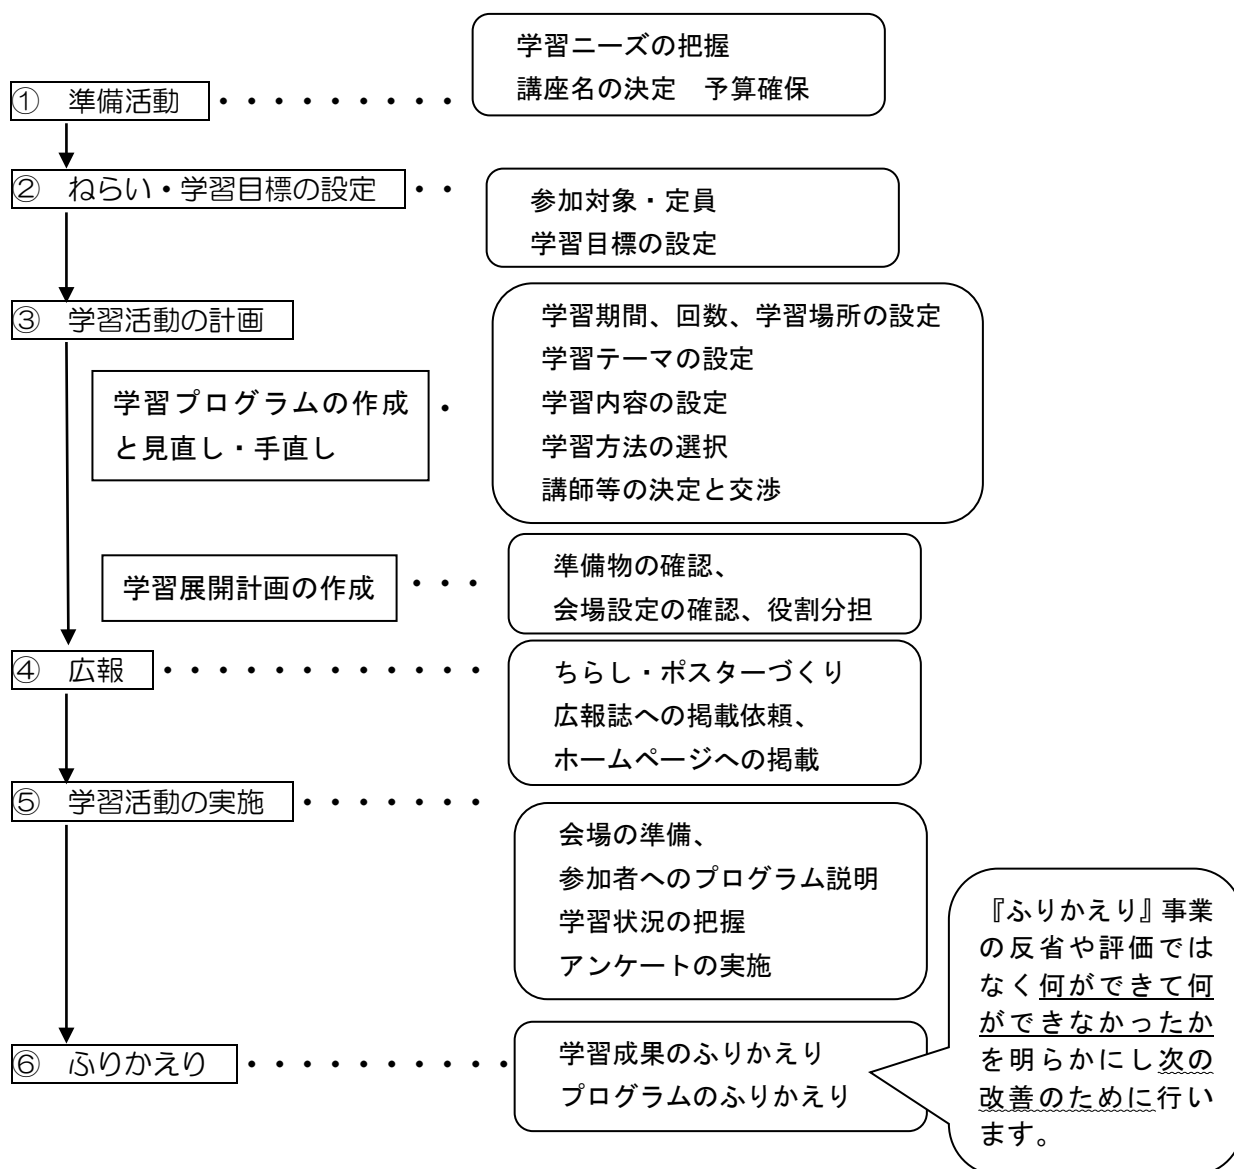 学習ニーズの把握
講座名の決定　予算確保
①　準備活動　・・・・・・・・・
②　ねらい・学習目標の設定　・・
参加対象・定員
学習目標の設定
③　学習活動の計画
学習期間、回数、学習場所の設定
学習テーマの設定
学習内容の設定
学習方法の選択
講師等の決定と交渉
学習プログラムの作成　・
と見直し・手直し
学習展開計画の作成　・・・
準備物の確認、
会場設定の確認、役割分担
④　広報　・・・・・・・・・・・・
ちらし・ポスターづくり
広報誌への掲載依頼、
ホームページへの掲載
⑤　学習活動の実施　・・・・・・・
会場の準備、
参加者へのプログラム説明
学習状況の把握
アンケートの実施
⑥　ふりかえり　・・・・・・・・・・
学習成果のふりかえり
プログラムのふりかえり
『ふりかえり』事業
の反省や評価では
なく何ができて何
ができなかったか
を明らかにし次の
改善のために行い
ます。